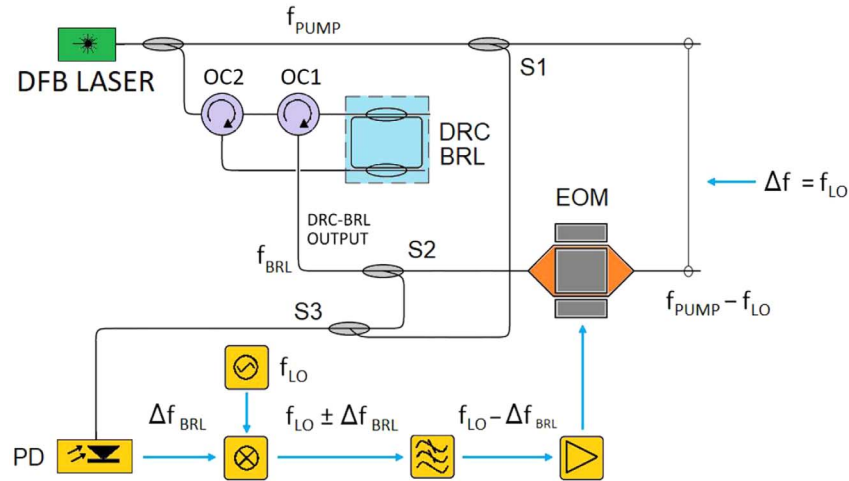 f_PUMP
S1
DFB LASER
OC2
OC1
DRC
BRL
Δf = f_LO
EOM
DRC-BRL
OUTPUT
f_BRL
S2
f_PUMP – f_LO
S3
f_LO
Δf_BRL
f_LO ± Δf_BRL
f_LO – Δf_BRL
PD